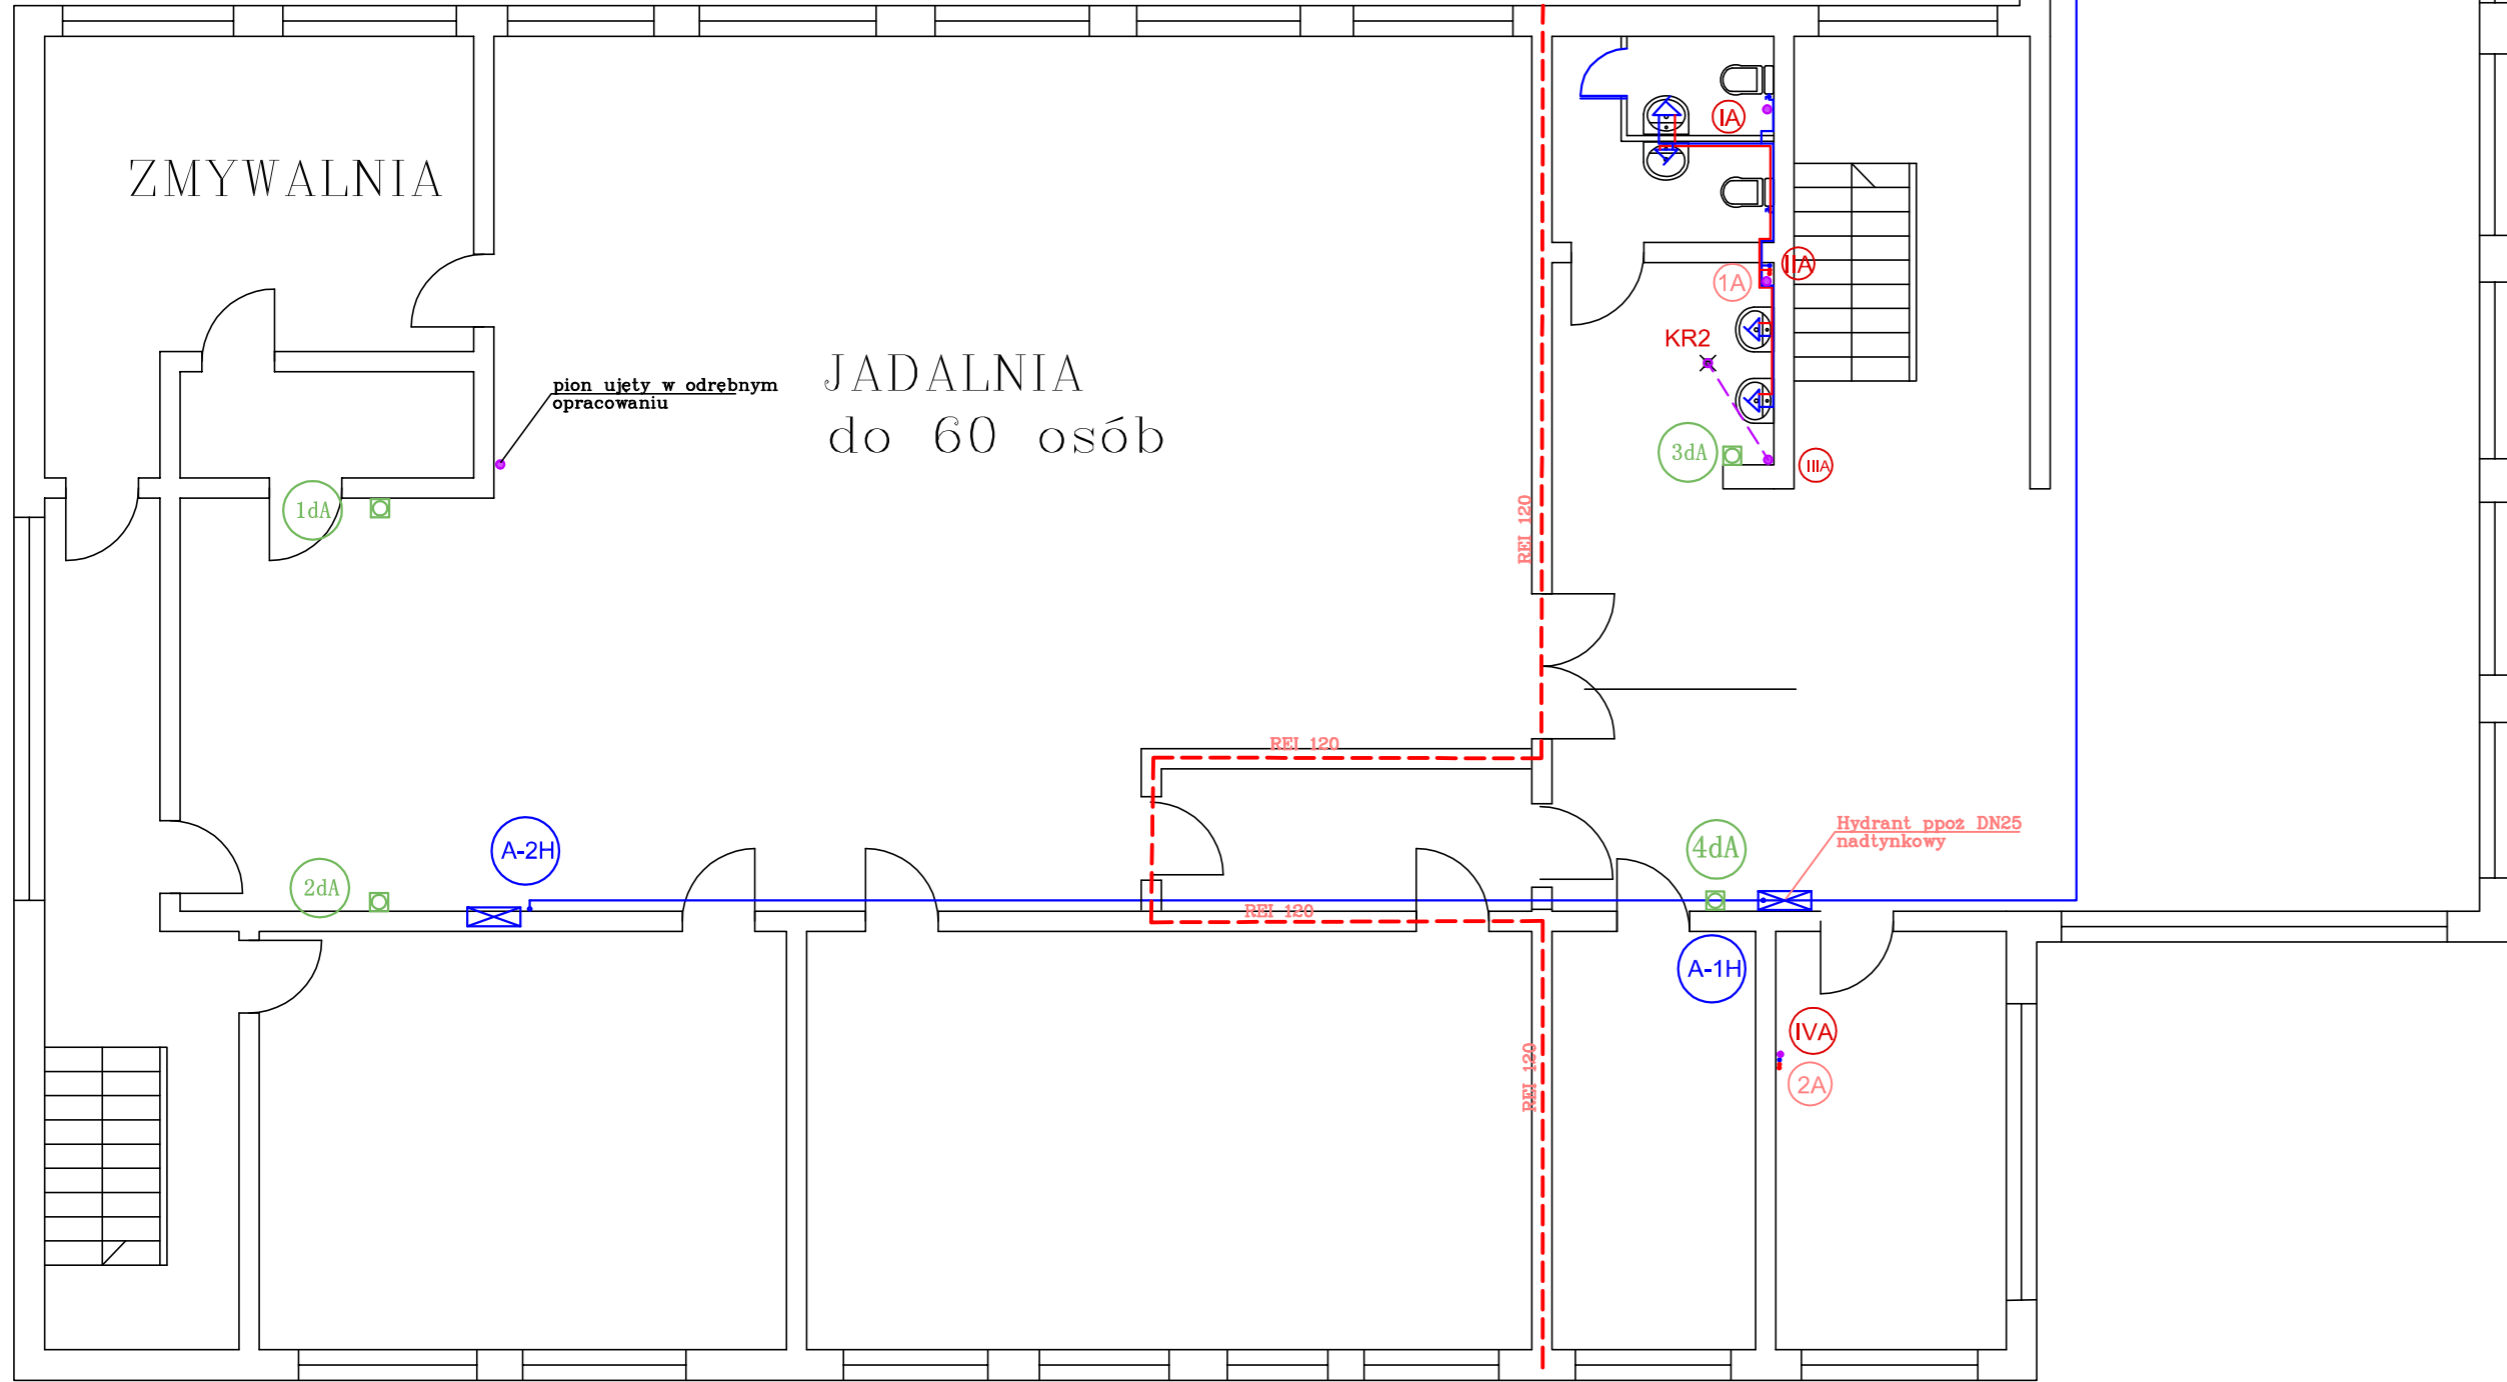 ZMYWALNIA
IA
IIA
1A
KR2
JADALNIA
do 60 osób
pion ujęty w odrębnym
opracowaniu
3dA
IIIA
1dA
REI 120
REI 120
A-2H
4dA
Hydrant ppoż DN25
nadtynkowy
2dA
REI 120
A-1H
IVA
REI 120
2A